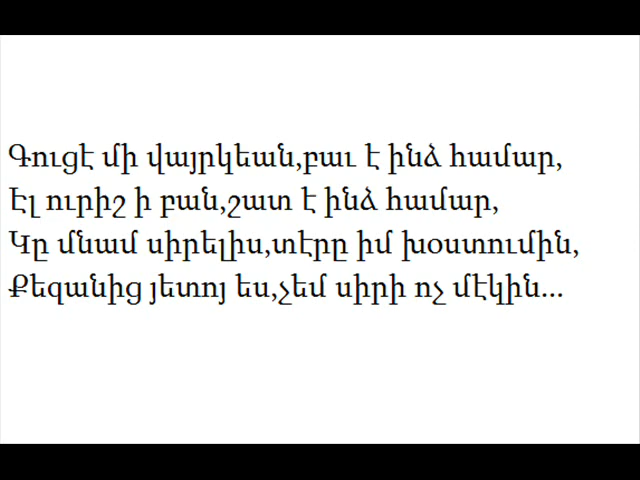 Գուցէ մի վայրկեան,բաւ է ինձ համար,
Էլ ուրիշ ի բան,շատ է ինձ համար,
Կը մնամ սիրելիս,տէրը իմ խօստումին,
Քեզանից յետոյ ես,չեմ սիրի ոչ մէկին...